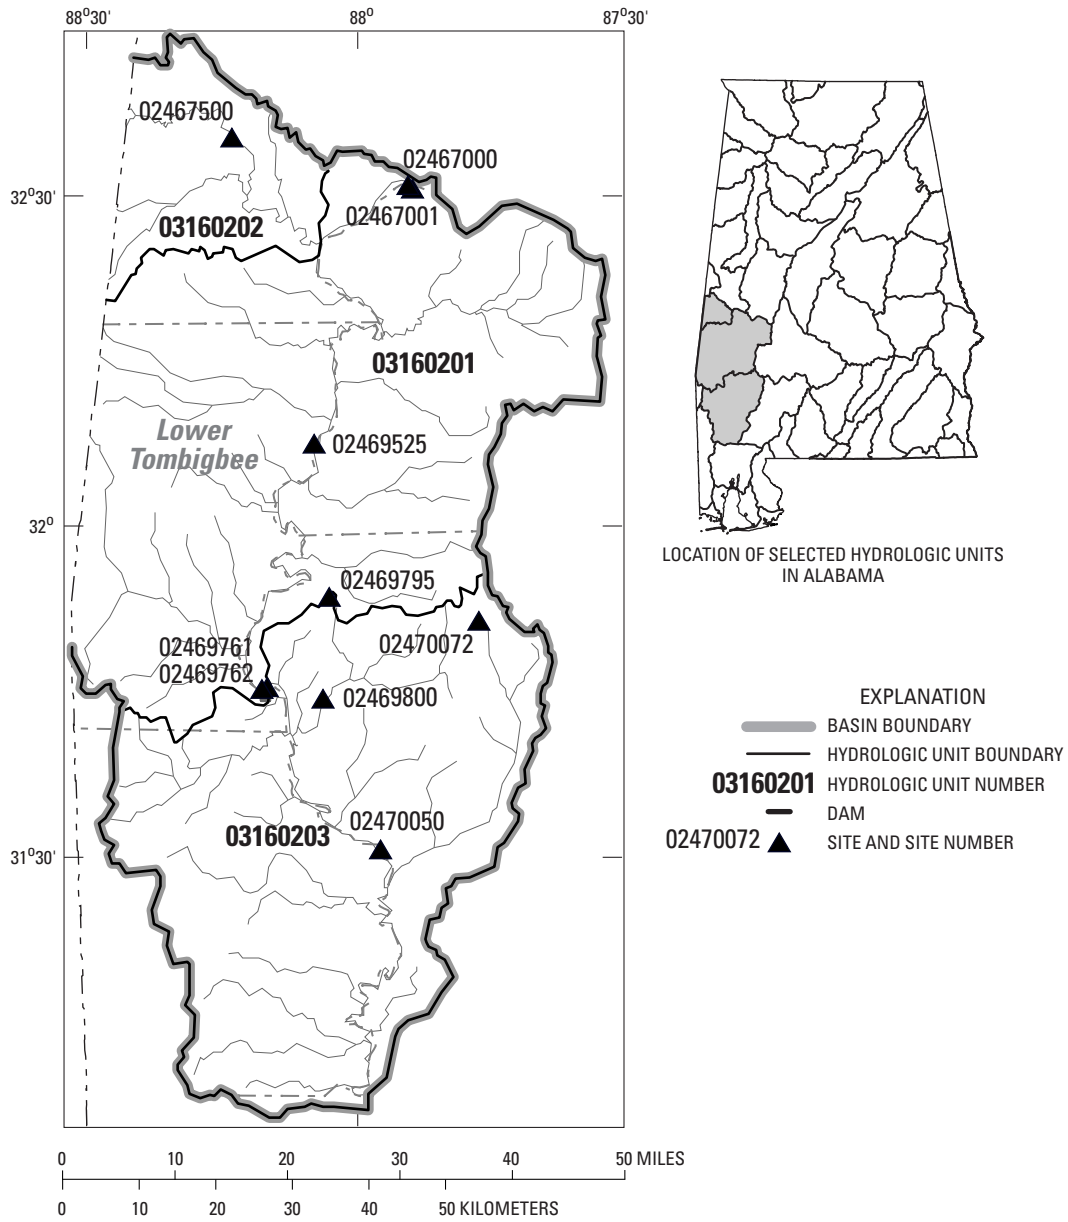 88°30'
88°
87°30'
02467500
02467000
32°30'
02467001
03160202
03160201
Lower
Tombigbee
02469525
32°
LOCATION OF SELECTED HYDROLOGIC UNITS
IN ALABAMA
02469795
02469761
02470072
02469762
02469800
EXPLANATION
BASIN BOUNDARY
HYDROLOGIC UNIT BOUNDARY
03160201 HYDROLOGIC UNIT NUMBER
DAM
02470072 SITE AND SITE NUMBER
02470050
03160203
31°30'
0 10 20 30 40 50 MILES
0 10 20 30 40 50 KILOMETERS